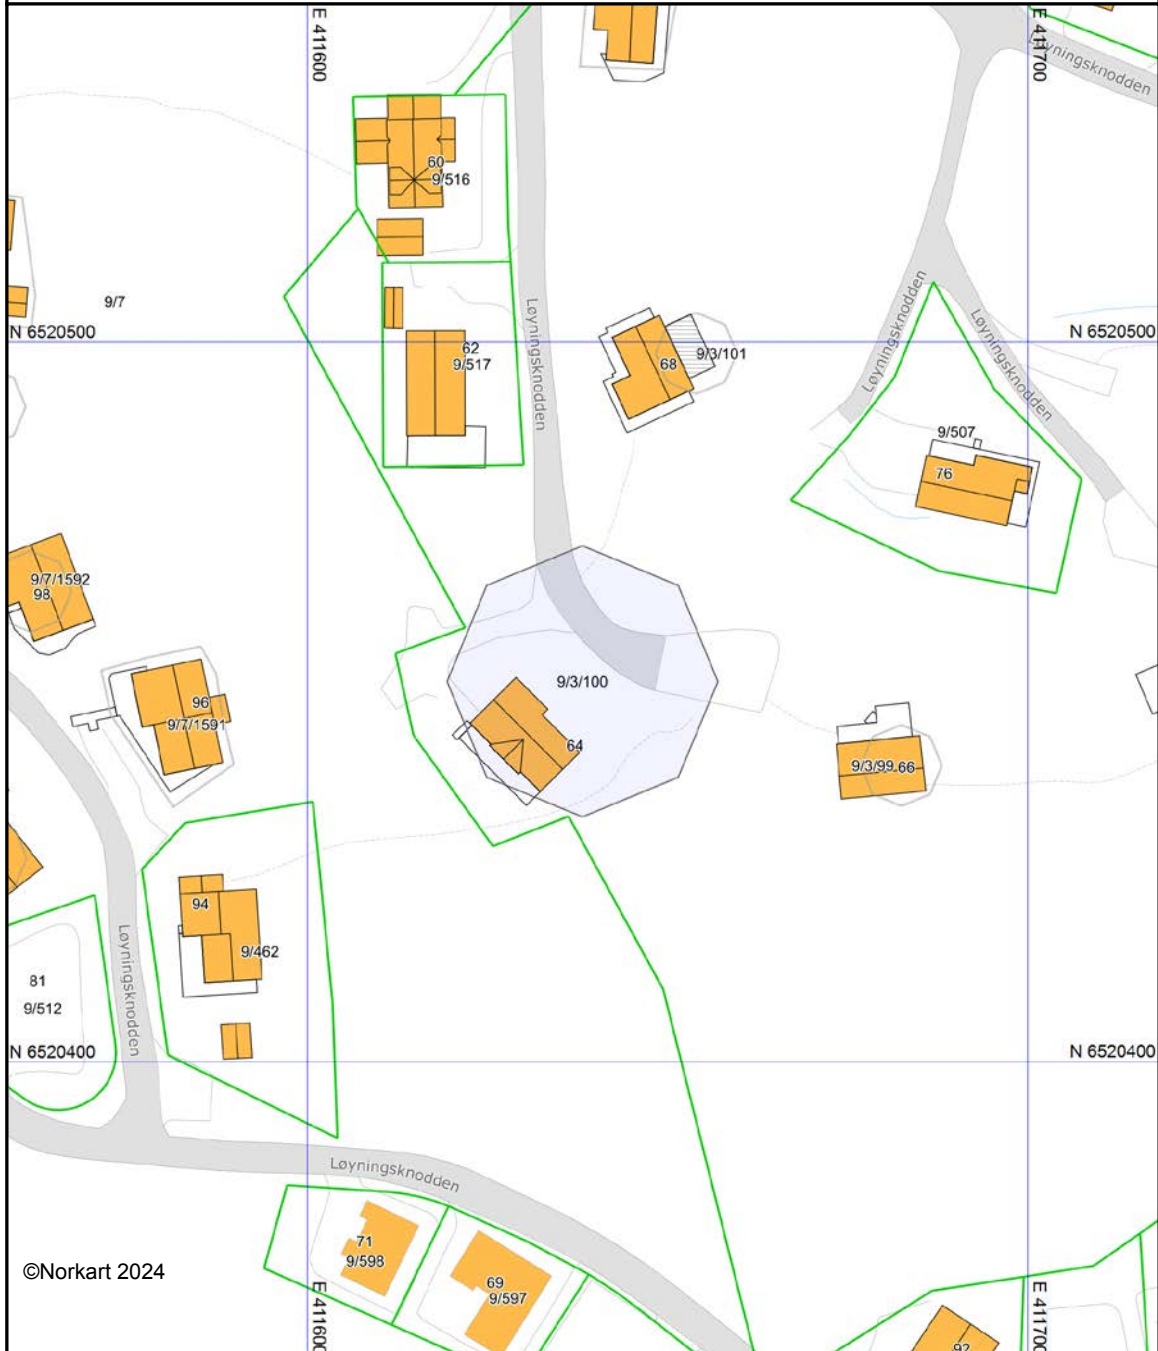 E 411600
E 411700
Løyningsknodden
60
9/516
9/7
Løyningsknodden
Løyningsknodden
Løyningsknodden
N 6520500
N 6520500
62
9/517
68
9/3/101
9/507
76
9/7/1592
98
9/3/100
96
9/7/1591
64
9/3/99
66
94
9/462
Løyningsknodden
81
9/512
N 6520400
N 6520400
Løyningsknodden
71
9/598
69
9/597
©Norkart 2024
E 411600
E 411700
92